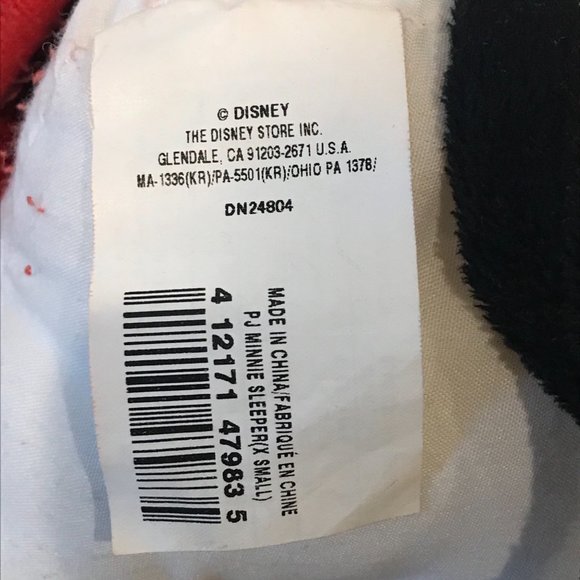 © DISNEY
THE DISNEY STORE INC.
GLENDALE, CA 91203-2671 U.S.A.
MA-1336(KR)/PA-5501(KR)/OHIO PA 1378/
DN24804
MADE IN CHINA/FABRIQUÉ EN CHINE
PJ MINNIE SLEEPER(X SMALL)
4 12171 47983 5